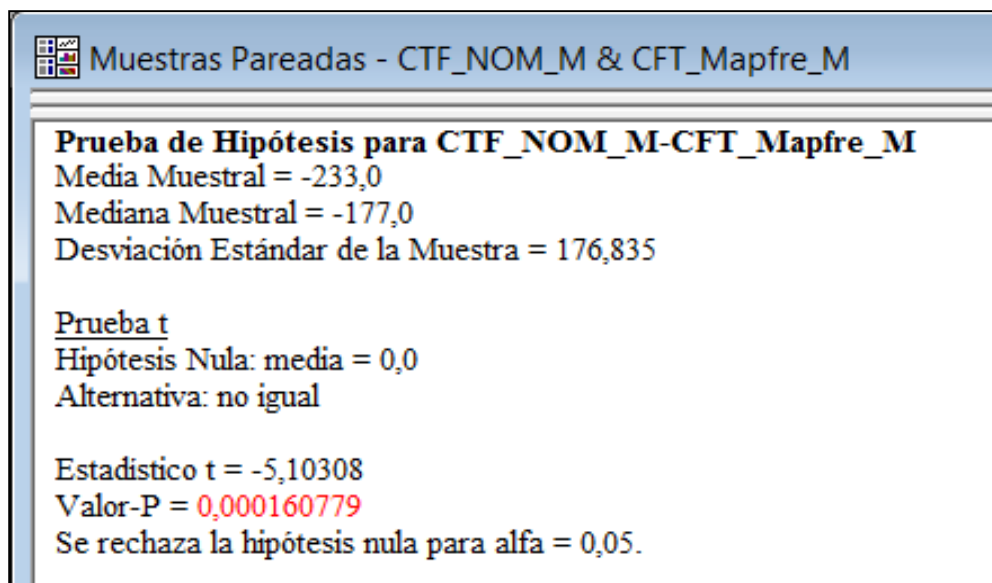 Muestras Pareadas - CTF_NOM_M & CFT_Mapfre_M
Prueba de Hipótesis para CTF_NOM_M-CFT_Mapfre_M
Media Muestral = -233,0
Mediana Muestral = -177,0
Desviación Estándar de la Muestra = 176,835
Prueba t
Hipótesis Nula: media = 0,0
Alternativa: no igual
Estadístico t = -5,10308
Valor-P = 0,000160779
Se rechaza la hipótesis nula para alfa = 0,05.